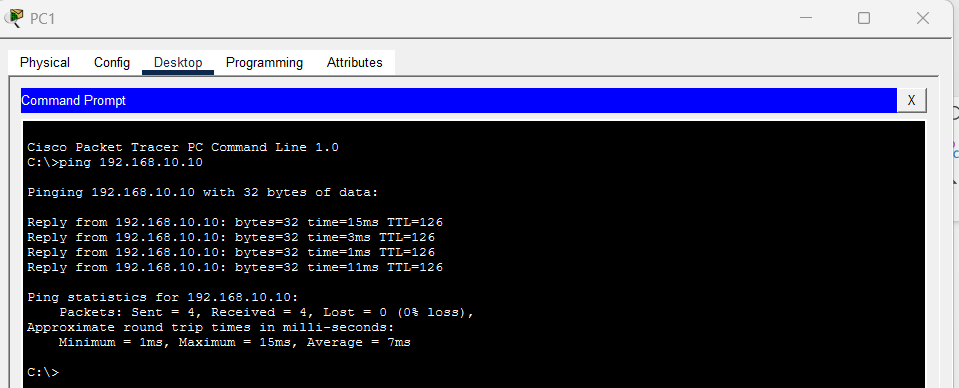 PC1
Physical Config Desktop Programming Attributes
Command Prompt X
Cisco Packet Tracer PC Command Line 1.0
C:\>ping 192.168.10.10
Pinging 192.168.10.10 with 32 bytes of data:
Reply from 192.168.10.10: bytes=32 time=15ms TTL=126
Reply from 192.168.10.10: bytes=32 time=3ms TTL=126
Reply from 192.168.10.10: bytes=32 time=1ms TTL=126
Reply from 192.168.10.10: bytes=32 time=11ms TTL=126
Ping statistics for 192.168.10.10:
Packets: Sent = 4, Received = 4, Lost = 0 (0% loss),
Approximate round trip times in milli-seconds:
Minimum = 1ms, Maximum = 15ms, Average = 7ms
C:\>